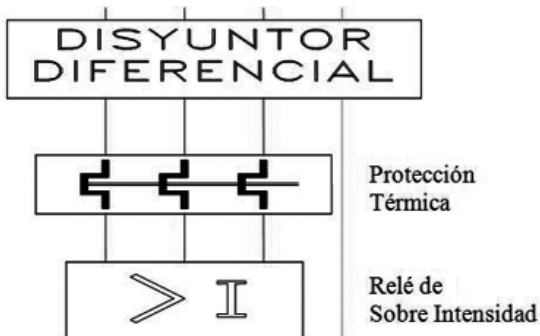 DISYUNTOR
DIFERENCIAL
Protección
Térmica
> I
Relé de
Sobre Intensidad